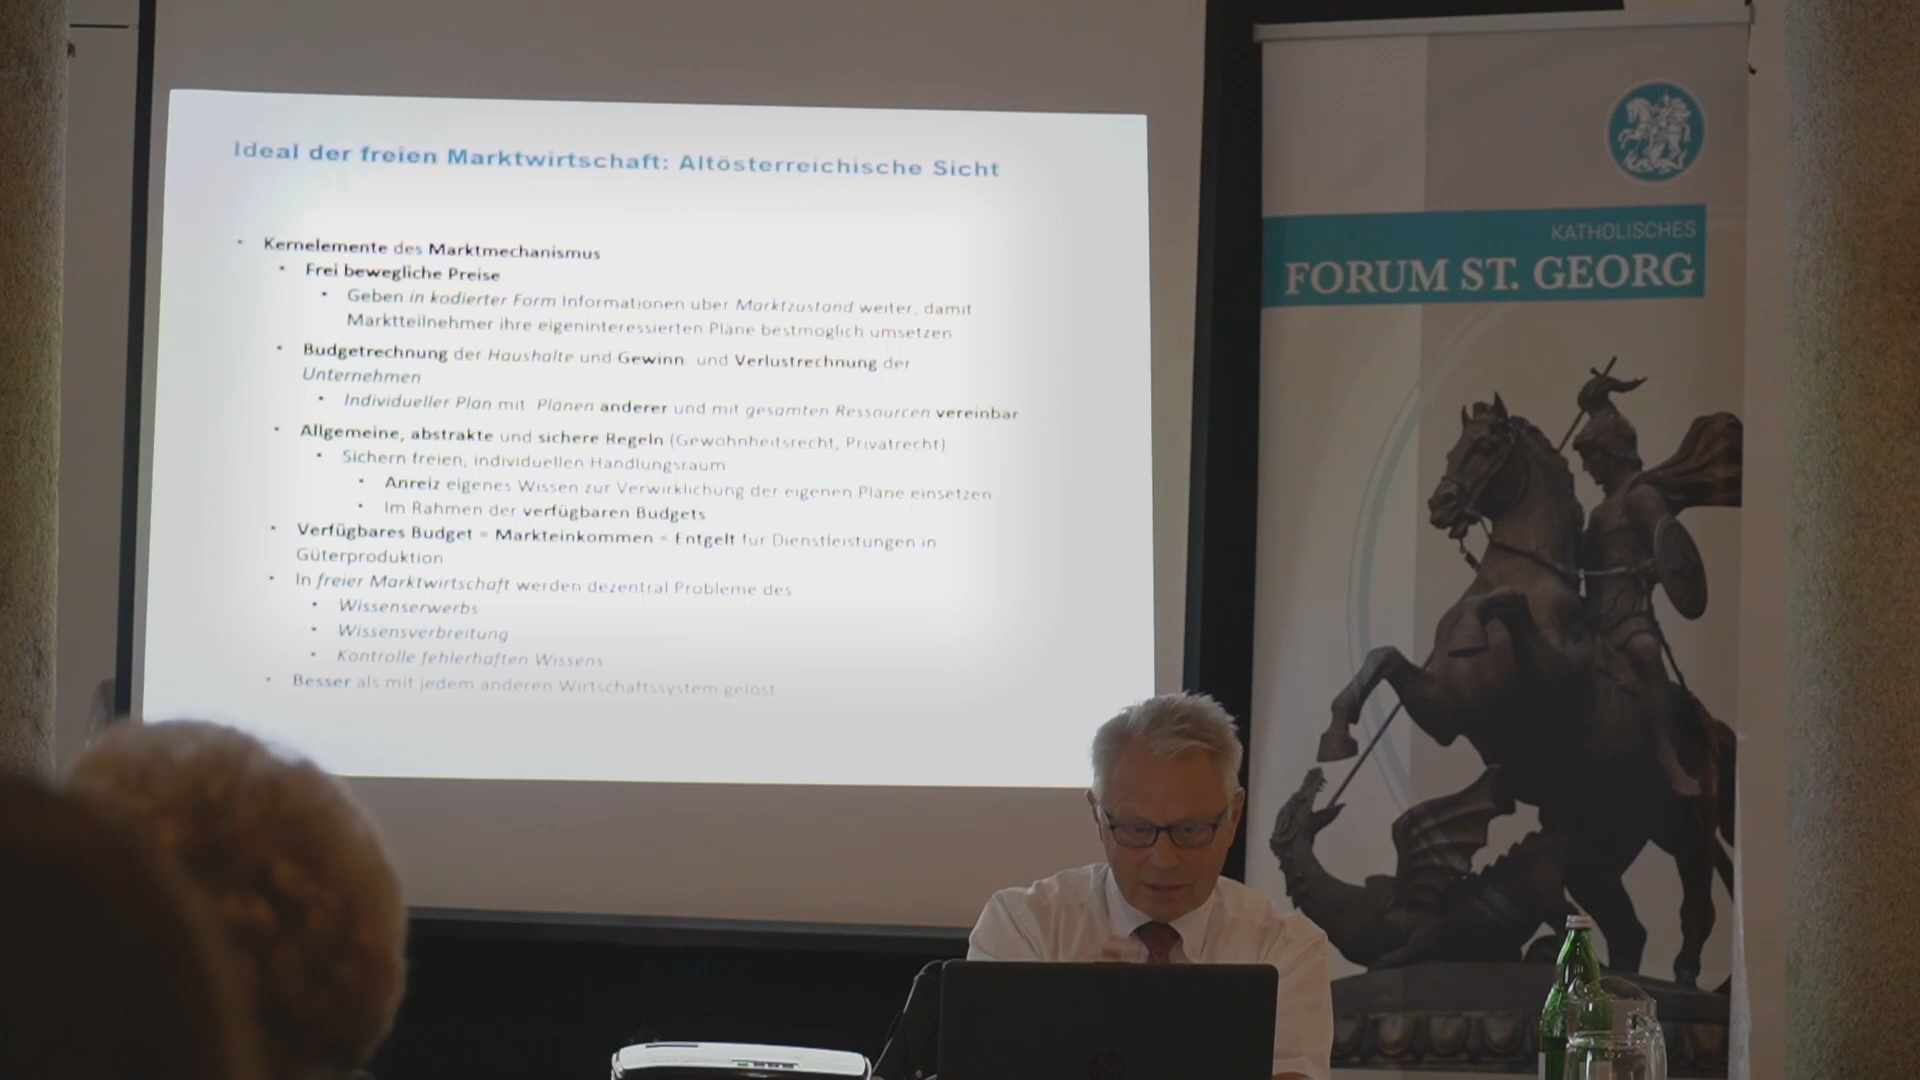 Ideal der freien Marktwirtschaft: Altösterreichische Sicht
• Kernelemente des Marktmechanismus
• Frei bewegliche Preise
• Geben in kodierter Form Informationen über Marktzustand weiter, damit
Marktteilnehmer ihre eigeninteressierten Pläne bestmöglich umsetzen
• Budgetrechnung der Haushalte und Gewinn und Verlustrechnung der
Unternehmen
• Individueller Plan mit Plänen anderer und mit gesamten Ressourcen vereinbar
• Allgemeine, abstrakte und sichere Regeln (Gewohnheitsrecht, Privatrecht)
• Sichern freien, individuellen Handlungsraum
• Anreiz eigenes Wissen zur Verwirklichung der eigenen Pläne einsetzen
• Im Rahmen der verfügbaren Budgets
• Verfügbares Budget = Markteinkommen = Entgelt für Dienstleistungen in
Güterproduktion
• In freier Marktwirtschaft werden dezentral Probleme des
• Wissenserwerbs
• Wissensverbreitung
• Kontrolle fehlerhaften Wissens
• Besser als mit jedem anderen Wirtschaftssystem gelöst
KATHOLISCHES
FORUM ST. GEORG